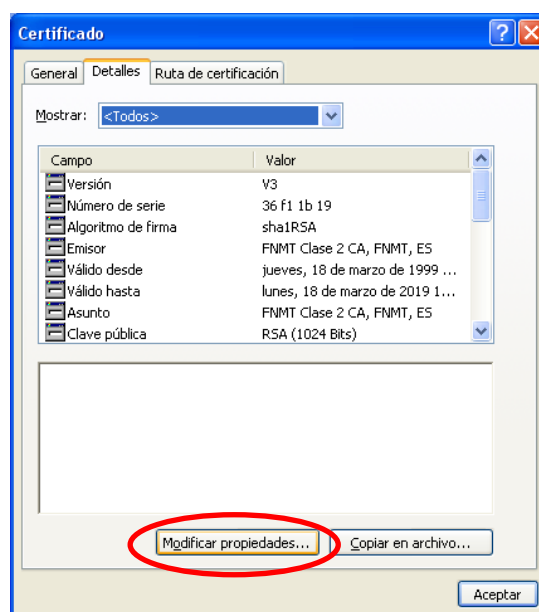 Certificado
General Detalles Ruta de certificación
Mostrar: <Todos>
Campo Valor
Versión V3
Número de serie 36 f1 1b 19
Algoritmo de firma sha1RSA
Emisor FNMT Clase 2 CA, FNMT, ES
Válido desde jueves, 18 de marzo de 1999 ...
Válido hasta lunes, 18 de marzo de 2019 1...
Asunto FNMT Clase 2 CA, FNMT, ES
Clave pública RSA (1024 Bits)
Modificar propiedades... Copiar en archivo...
Aceptar